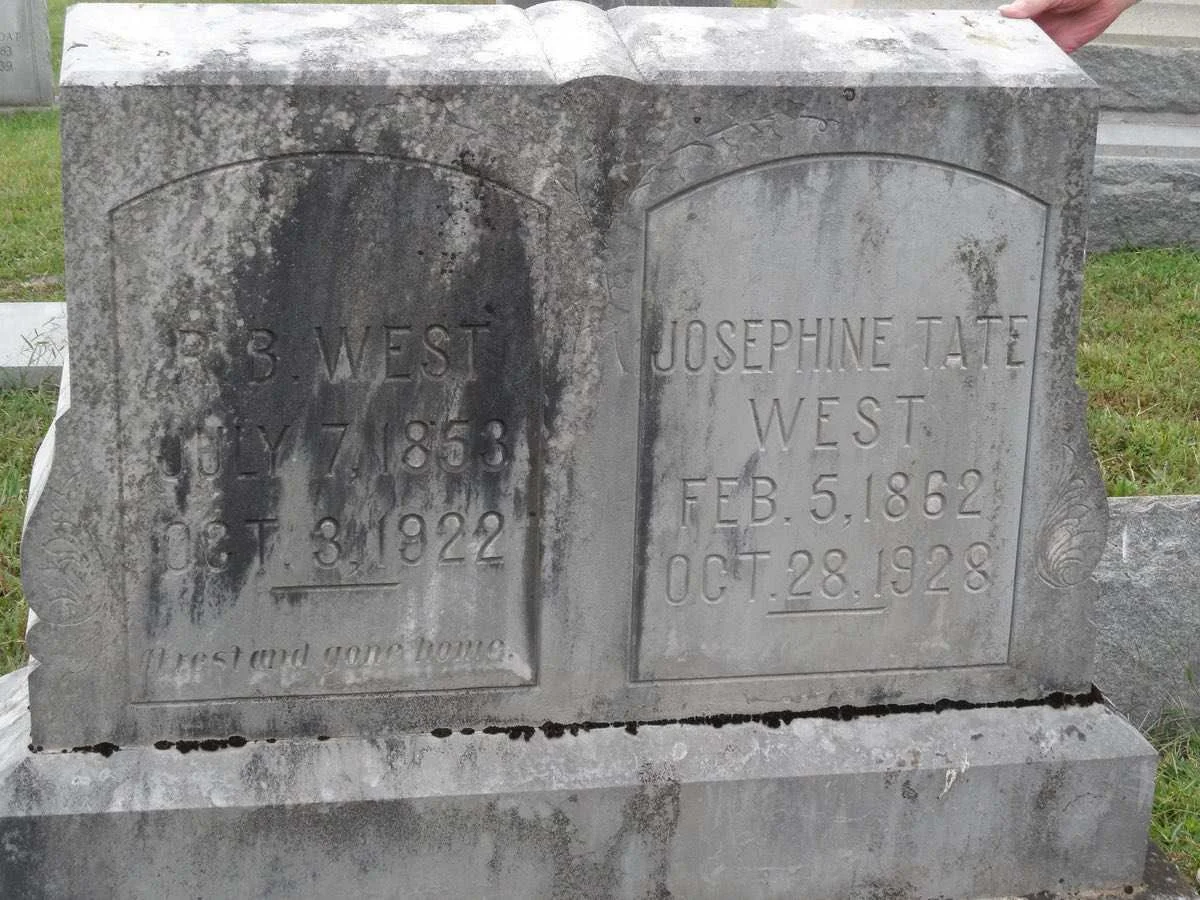 R. B. WEST
JULY 7, 1853
OCT. 3, 1922
At rest and gone home.
JOSEPHINE TATE
WEST
FEB. 5, 1862
OCT. 28, 1928